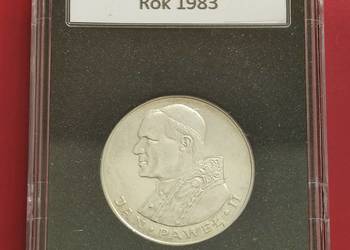 Rok 1983
JAN • PAWEŁ • II